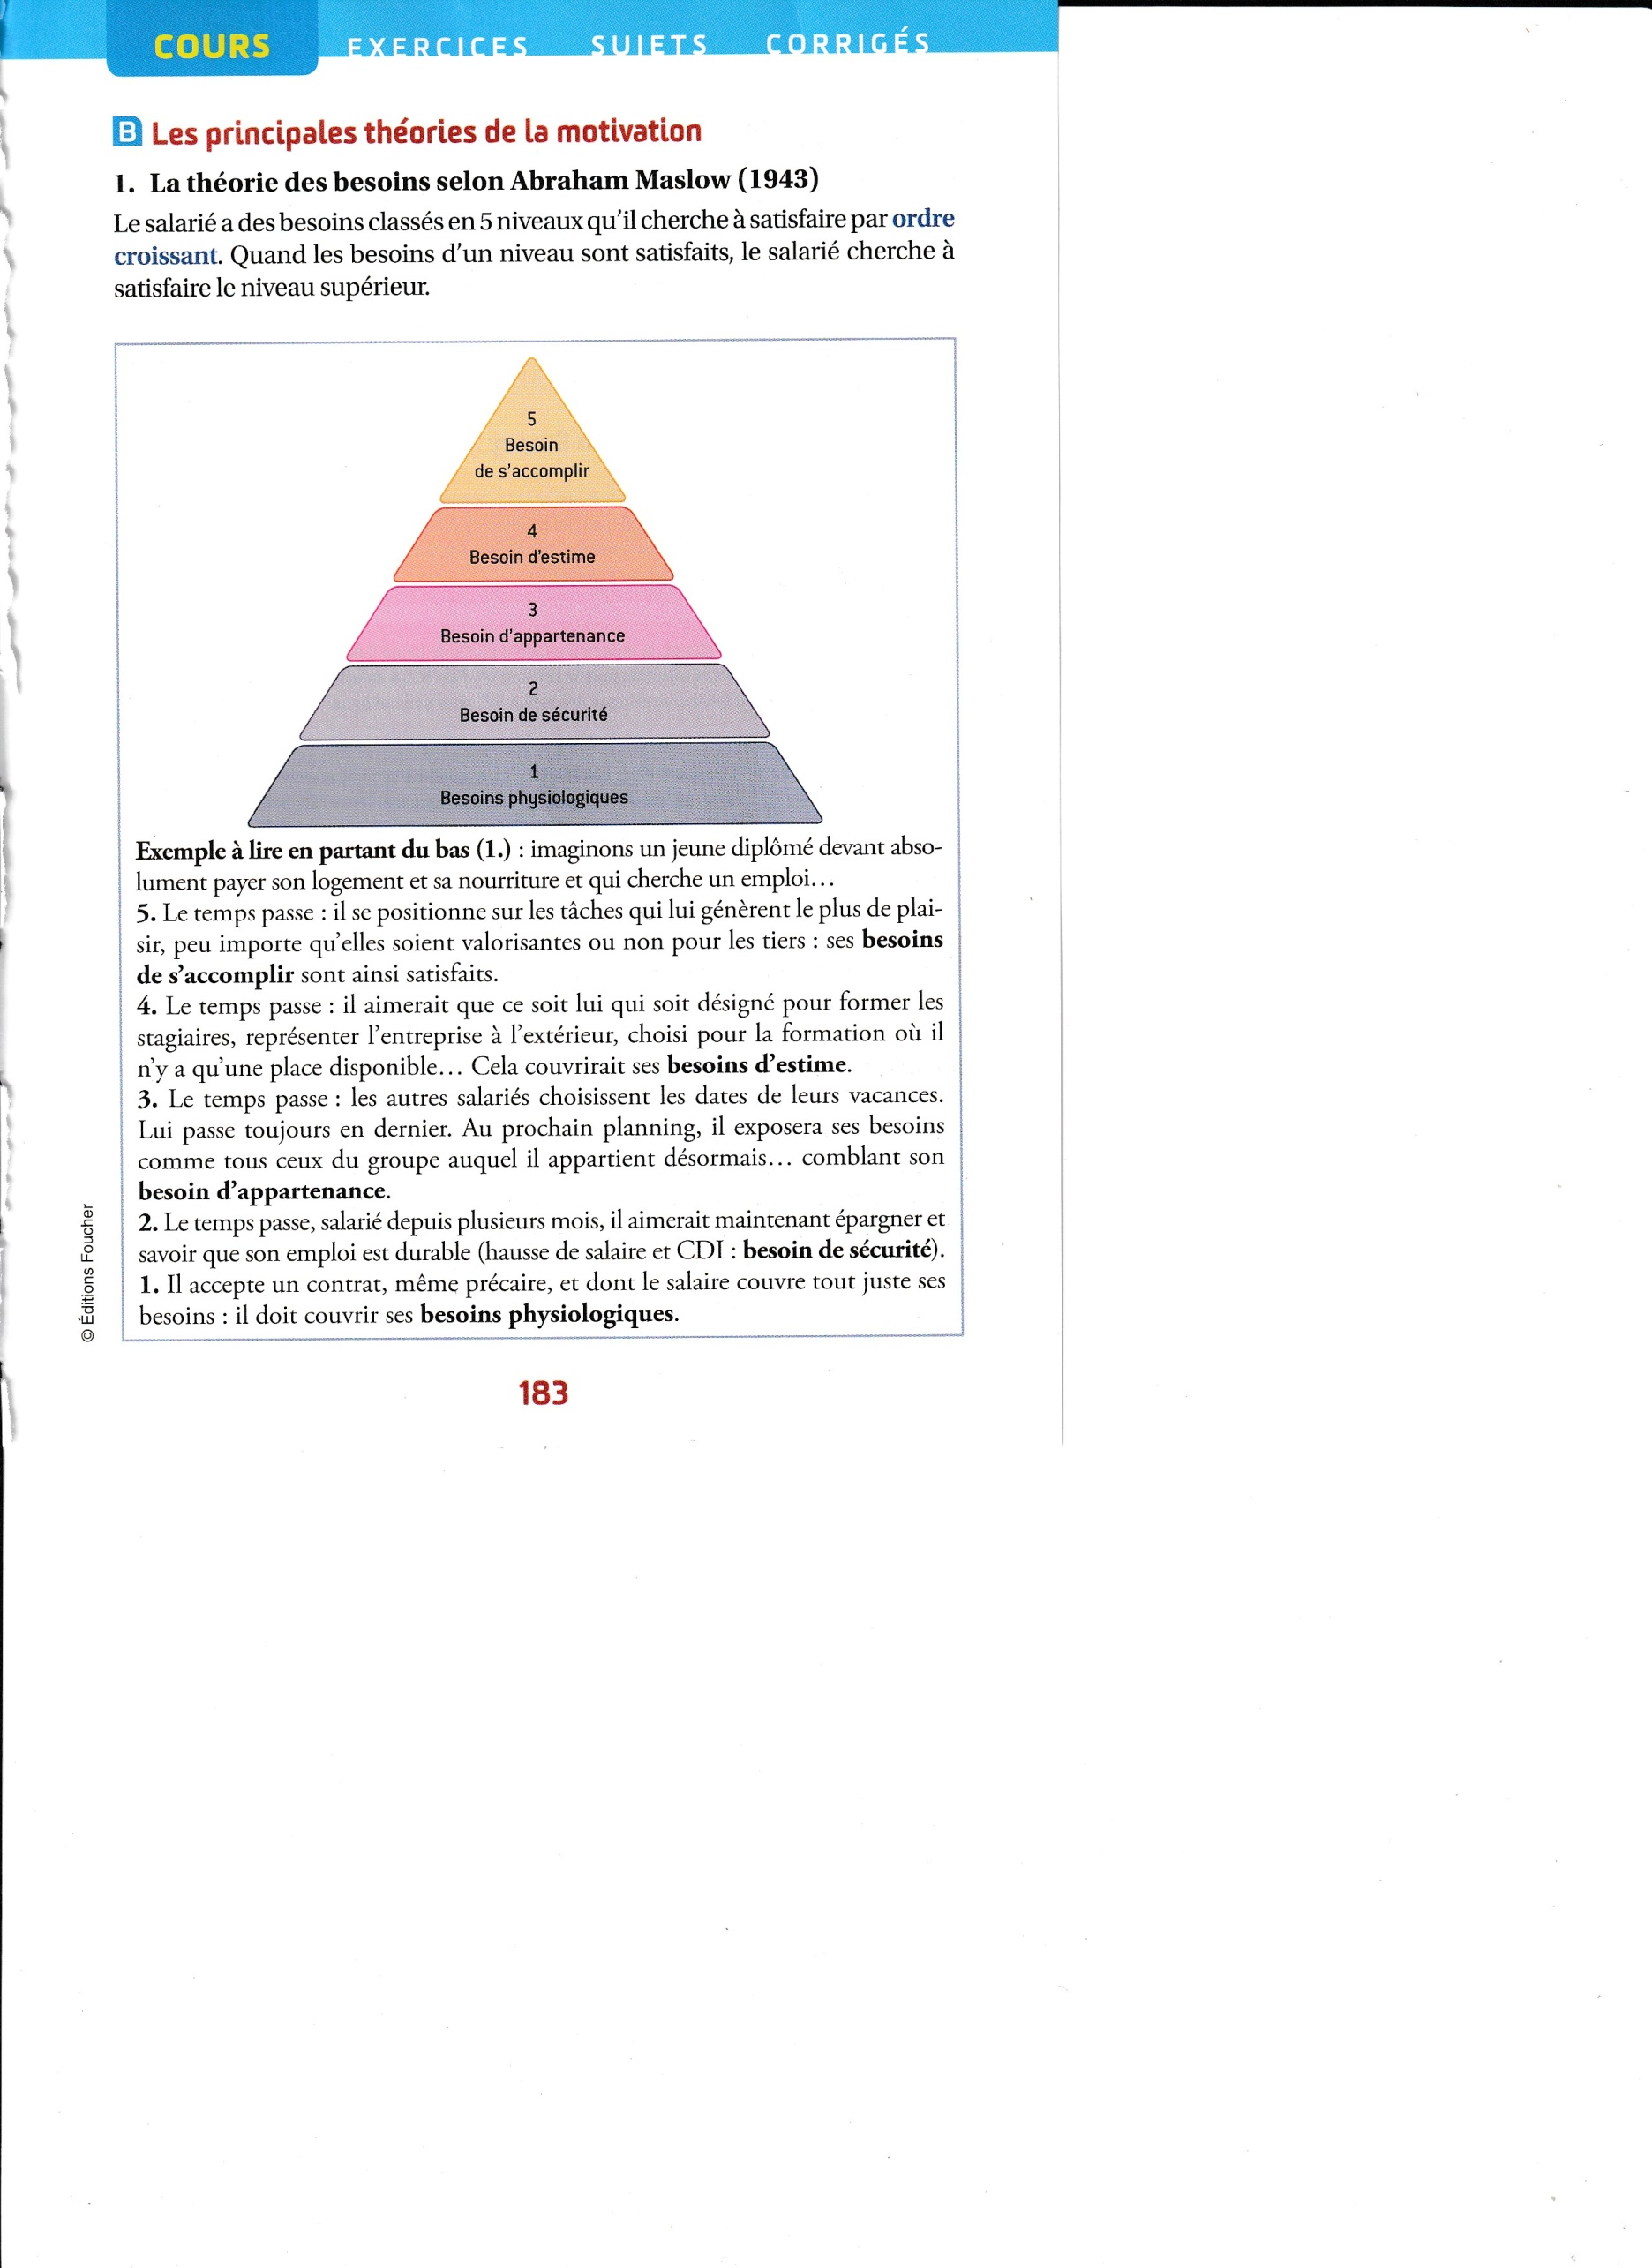 COURS EXERCICES SUJETS CORRIGÉS
B Les principales théories de la motivation
1. La théorie des besoins selon Abraham Maslow (1943)
Le salarié a des besoins classés en 5 niveaux qu'il cherche à satisfaire par ordre
croissant. Quand les besoins d'un niveau sont satisfaits, le salarié cherche à
satisfaire le niveau supérieur.
5
Besoin
de s'accomplir
4
Besoin d'estime
3
Besoin d'appartenance
2
Besoin de sécurité
1
Besoins physiologiques
Exemple à lire en partant du bas (1.) : imaginons un jeune diplômé devant abso-
lument payer son logement et sa nourriture et qui cherche un emploi…
5. Le temps passe : il se positionne sur les tâches qui lui génèrent le plus de plai-
sir, peu importe qu'elles soient valorisantes ou non pour les tiers : ses besoins
de s'accomplir sont ainsi satisfaits.
4. Le temps passe : il aimerait que ce soit lui qui soit désigné pour former les
stagiaires, représenter l'entreprise à l'extérieur, choisi pour la formation où il
n'y a qu'une place disponible… Cela couvrirait ses besoins d'estime.
3. Le temps passe : les autres salariés choisissent les dates de leurs vacances.
Lui passe toujours en dernier. Au prochain planning, il exposera ses besoins
comme tous ceux du groupe auquel il appartient désormais… comblant son
besoin d'appartenance.
2. Le temps passe, salarié depuis plusieurs mois, il aimerait maintenant épargner et
savoir que son emploi est durable (hausse de salaire et CDI : besoin de sécurité).
1. Il accepte un contrat, même précaire, et dont le salaire couvre tout juste ses
besoins : il doit couvrir ses besoins physiologiques.
© Éditions Foucher
183